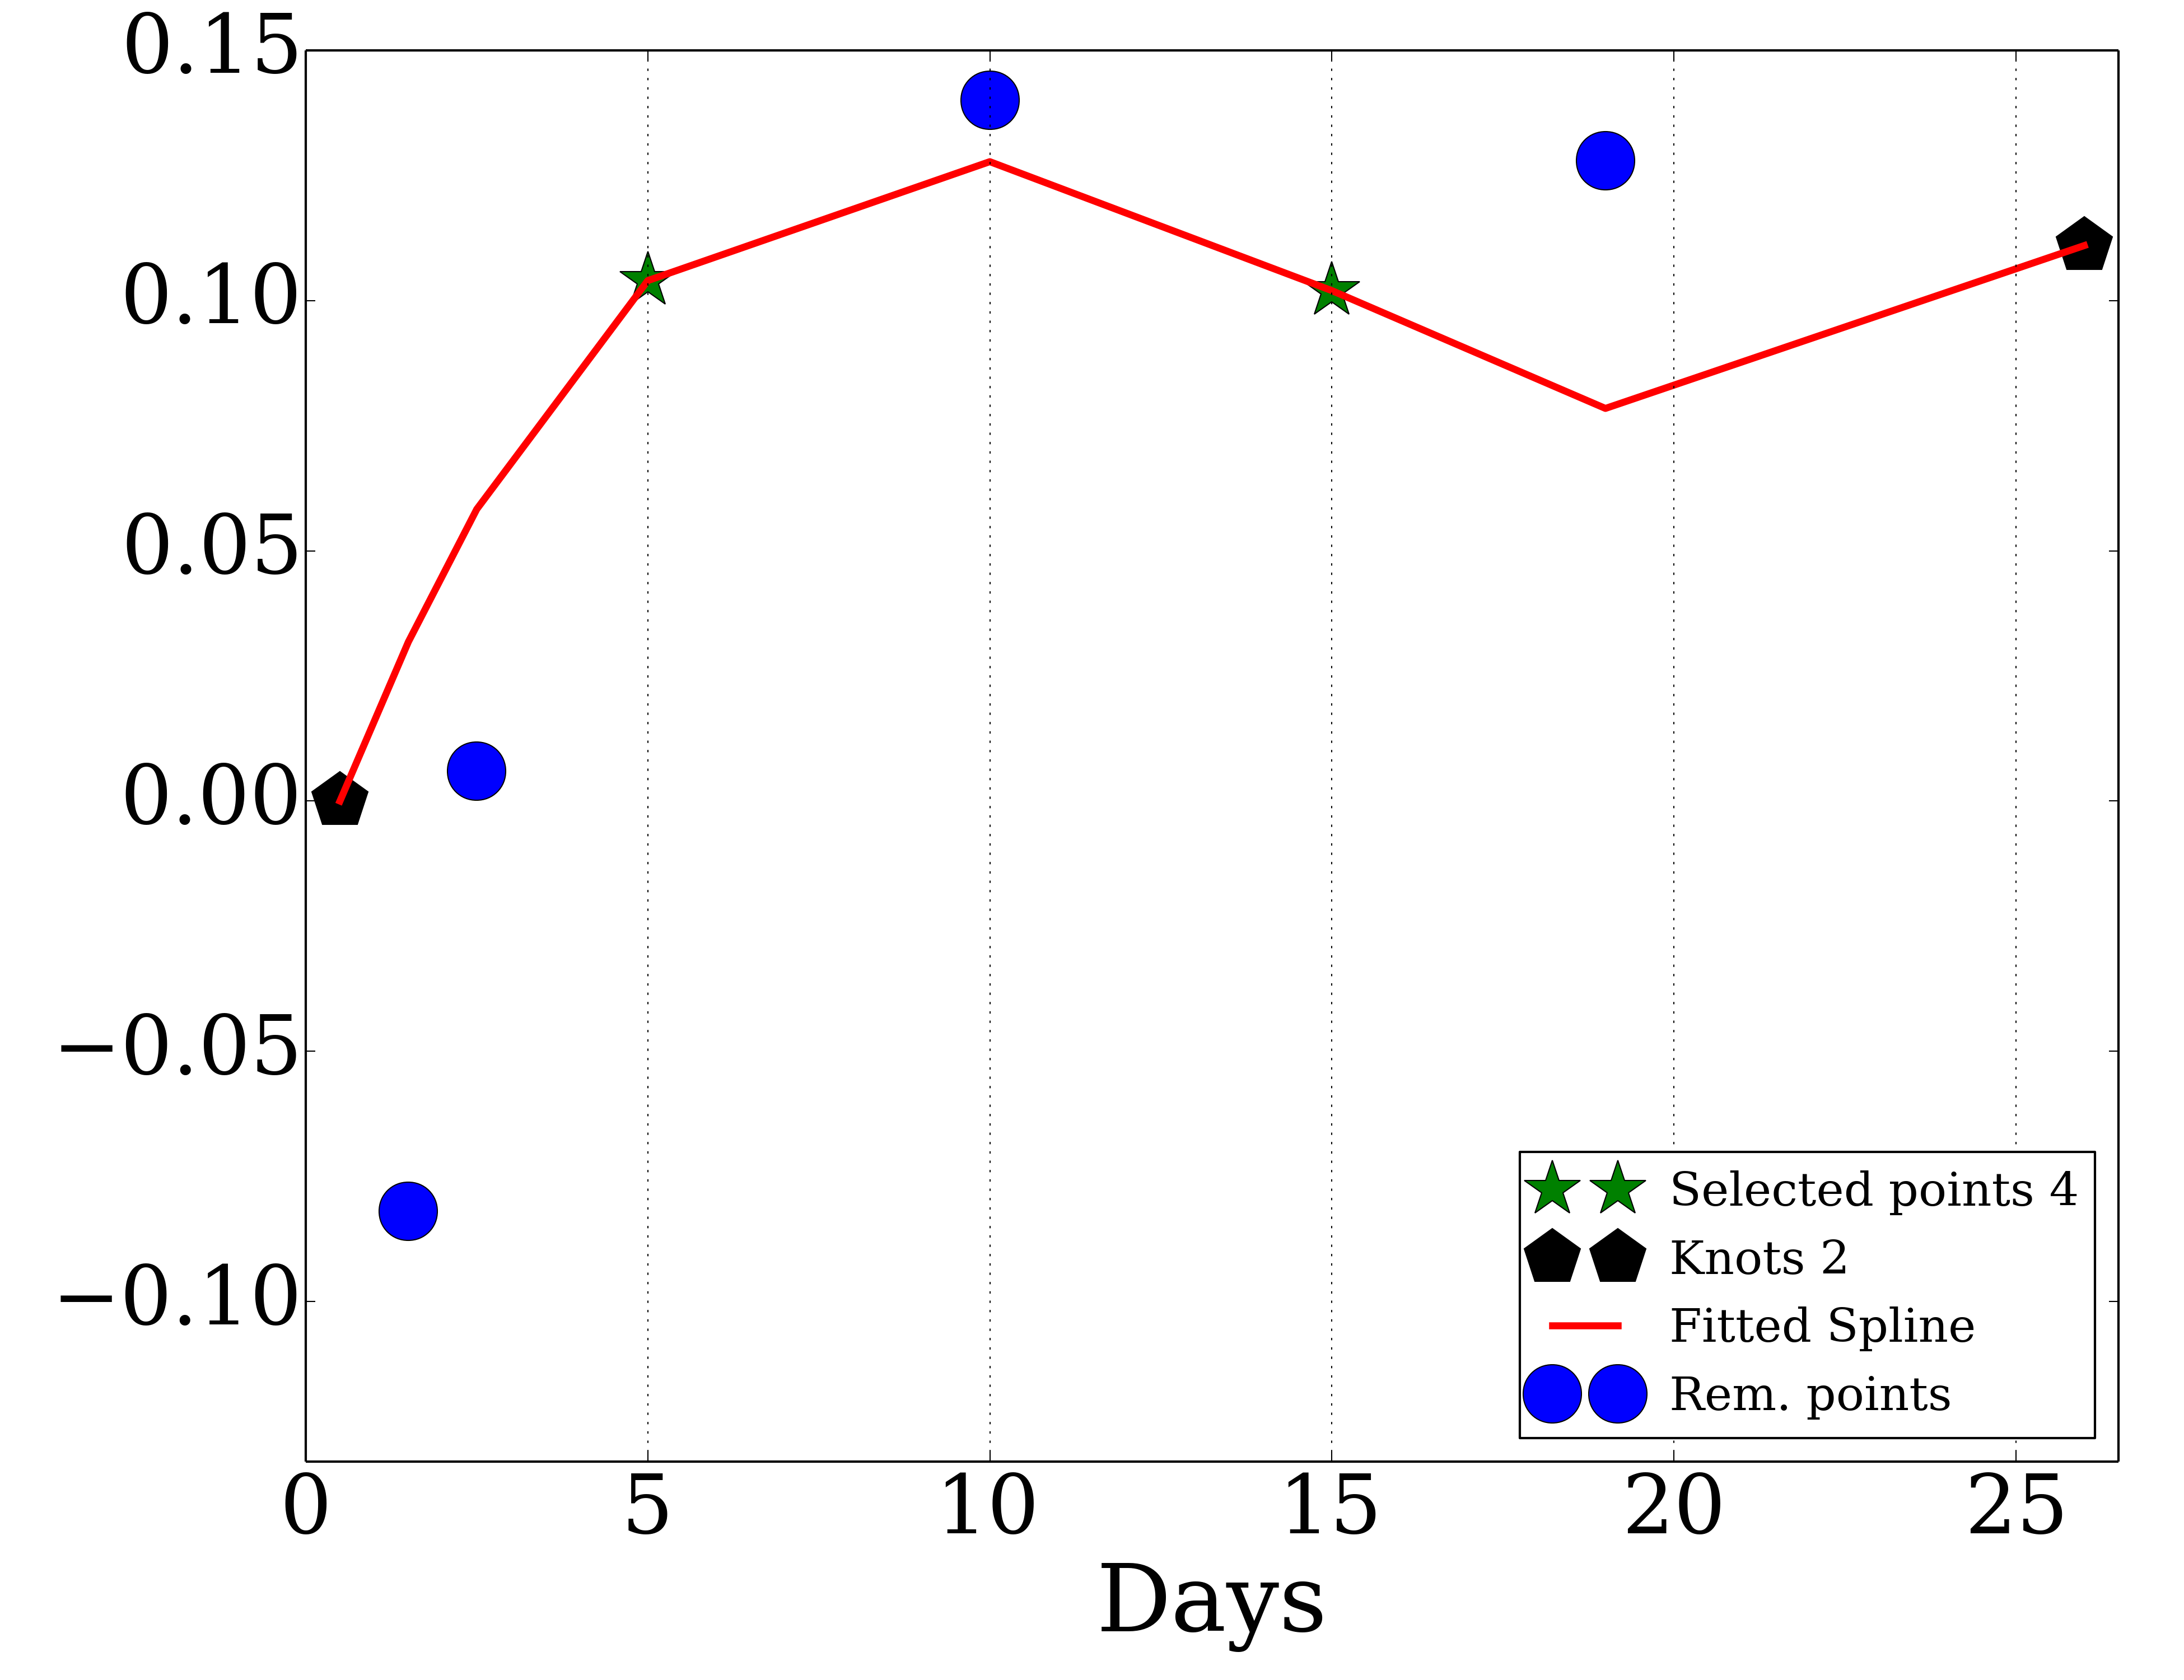 0.15
0.10
0.05
0.00
−0.05
−0.10
Selected points 4
Knots 2
Fitted Spline
Rem. points
0 5 10 15 20 25
Days